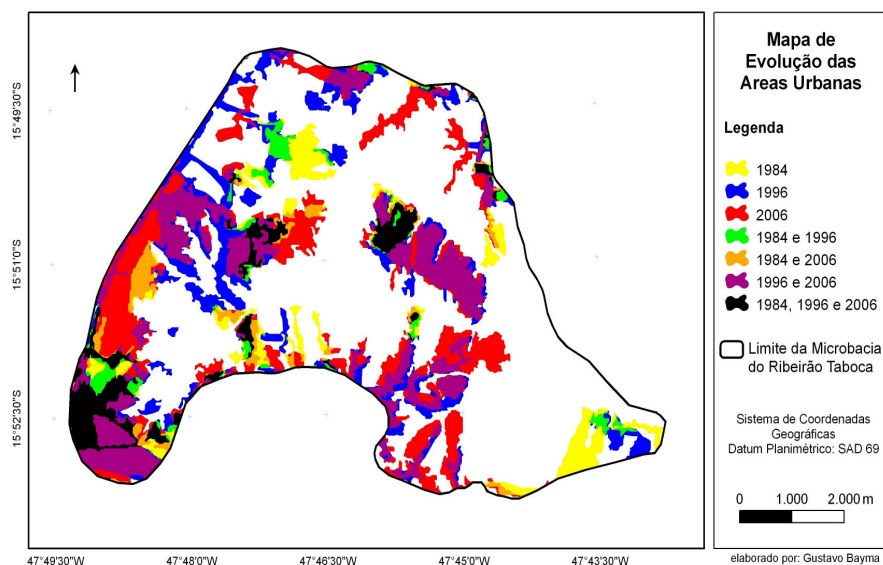 Mapa de
Evolução das
Areas Urbanas
Legenda
1984
1996
2006
1984 e 1996
1984 e 2006
1996 e 2006
1984, 1996 e 2006
Limite da Microbacia
do Ribeirão Taboca
Sistema de Coordenadas
Geográficas
Datum Planimétrico: SAD 69
0 1.000 2.000 m
elaborado por: Gustavo Bayma
15°49'30"S
15°51'0"S
15°52'30"S
47°49'30"W 47°48'0"W 47°46'30"W 47°45'0"W 47°43'30"W